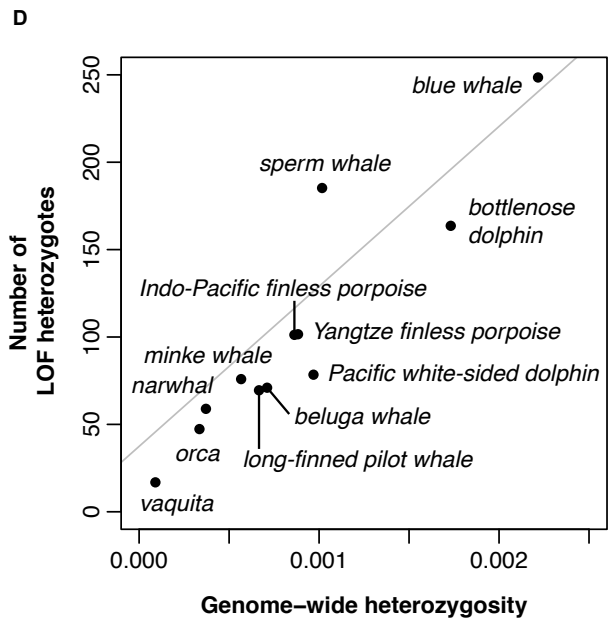 D
250
200
150
100
50
0
Number of
LOF heterozygotes
blue whale
sperm whale
bottlenose
dolphin
Indo-Pacific finless porpoise
Yangtze finless porpoise
minke whale
Pacific white-sided dolphin
narwhal
beluga whale
orca
long-finned pilot whale
vaquita
0.000
0.001
0.002
Genome–wide heterozygosity